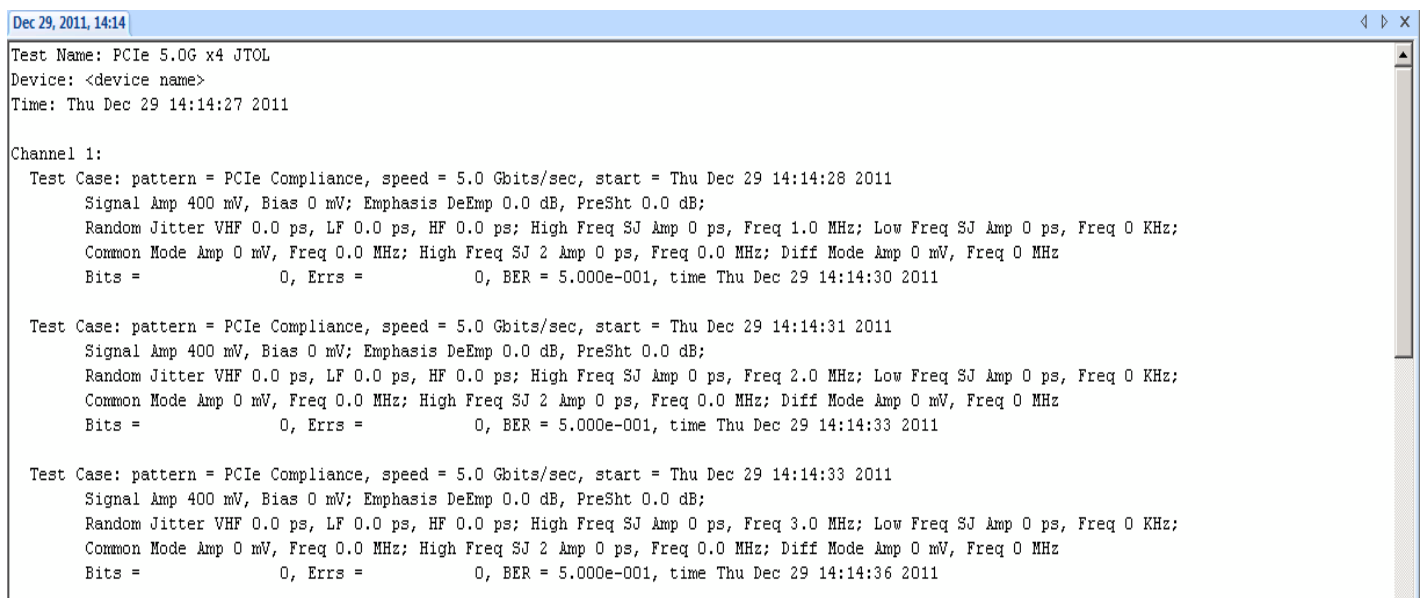 Dec 29, 2011, 14:14
Test Name: PCIe 5.0G x4 JTOL
Device: <device name>
Time: Thu Dec 29 14:14:27 2011
Channel 1:
Test Case: pattern = PCIe Compliance, speed = 5.0 Gbits/sec, start = Thu Dec 29 14:14:28 2011
Signal Amp 400 mV, Bias 0 mV; Emphasis DeEmp 0.0 dB, PreSht 0.0 dB;
Random Jitter VHF 0.0 ps, LF 0.0 ps, HF 0.0 ps; High Freq SJ Amp 0 ps, Freq 1.0 MHz; Low Freq SJ Amp 0 ps, Freq 0 KHz;
Common Mode Amp 0 mV, Freq 0.0 MHz; High Freq SJ 2 Amp 0 ps, Freq 0.0 MHz; Diff Mode Amp 0 mV, Freq 0 MHz
Bits = 0, Errs = 0, BER = 5.000e-001, time Thu Dec 29 14:14:30 2011
Test Case: pattern = PCIe Compliance, speed = 5.0 Gbits/sec, start = Thu Dec 29 14:14:31 2011
Signal Amp 400 mV, Bias 0 mV; Emphasis DeEmp 0.0 dB, PreSht 0.0 dB;
Random Jitter VHF 0.0 ps, LF 0.0 ps, HF 0.0 ps; High Freq SJ Amp 0 ps, Freq 2.0 MHz; Low Freq SJ Amp 0 ps, Freq 0 KHz;
Common Mode Amp 0 mV, Freq 0.0 MHz; High Freq SJ 2 Amp 0 ps, Freq 0.0 MHz; Diff Mode Amp 0 mV, Freq 0 MHz
Bits = 0, Errs = 0, BER = 5.000e-001, time Thu Dec 29 14:14:33 2011
Test Case: pattern = PCIe Compliance, speed = 5.0 Gbits/sec, start = Thu Dec 29 14:14:33 2011
Signal Amp 400 mV, Bias 0 mV; Emphasis DeEmp 0.0 dB, PreSht 0.0 dB;
Random Jitter VHF 0.0 ps, LF 0.0 ps, HF 0.0 ps; High Freq SJ Amp 0 ps, Freq 3.0 MHz; Low Freq SJ Amp 0 ps, Freq 0 KHz;
Common Mode Amp 0 mV, Freq 0.0 MHz; High Freq SJ 2 Amp 0 ps, Freq 0.0 MHz; Diff Mode Amp 0 mV, Freq 0 MHz
Bits = 0, Errs = 0, BER = 5.000e-001, time Thu Dec 29 14:14:36 2011